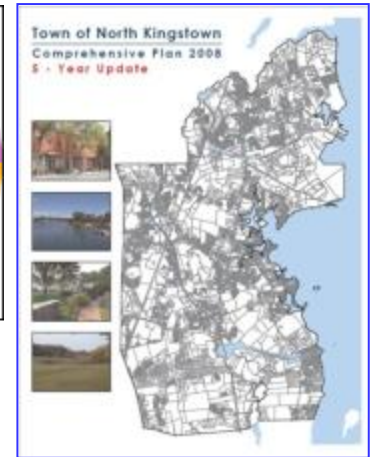 Town of North Kingstown
Comprehensive Plan 2008
5 - Year Update